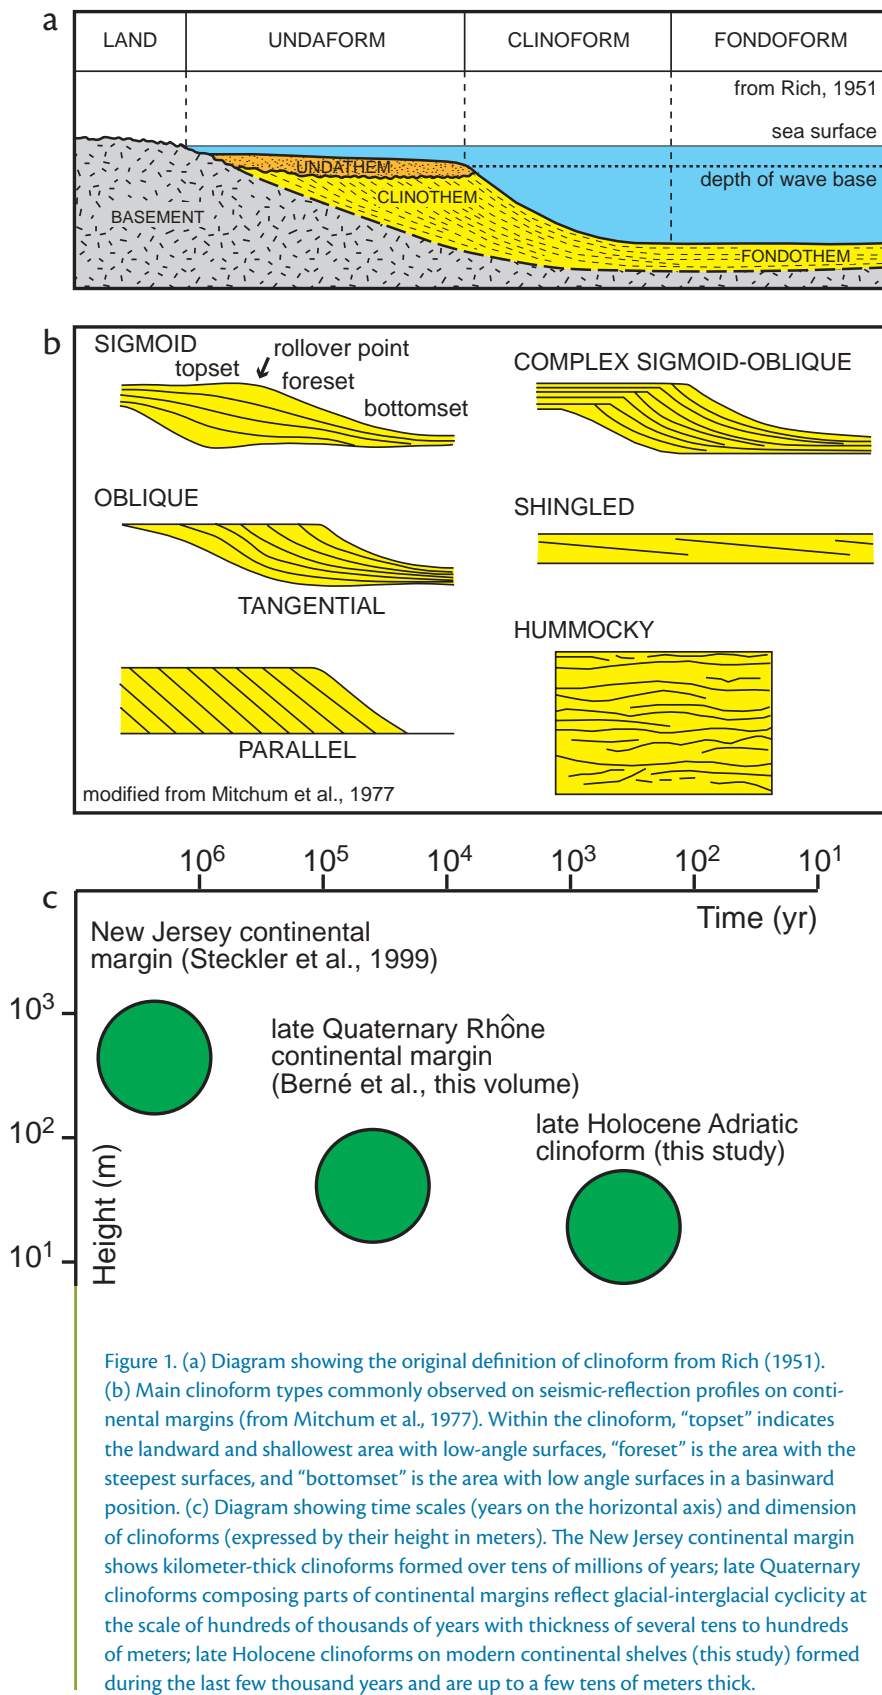 a
LAND
UNDAFORM
CLINOFORM
FONDOFORM
from Rich, 1951
sea surface
UNDATHEM
depth of wave base
CLINOTHEM
BASEMENT
FONDOTHEM
b
SIGMOID
rollover point
topset
foreset
bottomset
COMPLEX SIGMOID-OBLIQUE
OBLIQUE
TANGENTIAL
SHINGLED
PARALLEL
HUMMOCKY
modified from Mitchum et al., 1977
10⁶ 10⁵ 10⁴ 10³ 10² 10¹
c
Time (yr)
New Jersey continental
margin (Steckler et al., 1999)
10³
late Quaternary Rhône
continental margin
(Berné et al., this volume)
10²
late Holocene Adriatic
clinoform (this study)
Height (m)
10¹
Figure 1. (a) Diagram showing the original definition of clinoform from Rich (1951).
(b) Main clinoform types commonly observed on seismic-reflection profiles on conti-
nental margins (from Mitchum et al., 1977). Within the clinoform, “topset” indicates
the landward and shallowest area with low-angle surfaces, “foreset” is the area with the
steepest surfaces, and “bottomset” is the area with low angle surfaces in a basinward
position. (c) Diagram showing time scales (years on the horizontal axis) and dimension
of clinoforms (expressed by their height in meters). The New Jersey continental margin
shows kilometer-thick clinoforms formed over tens of millions of years; late Quaternary
clinoforms composing parts of continental margins reflect glacial-interglacial cyclicity at
the scale of hundreds of thousands of years with thickness of several tens to hundreds
of meters; late Holocene clinoforms on modern continental shelves (this study) formed
during the last few thousand years and are up to a few tens of meters thick.